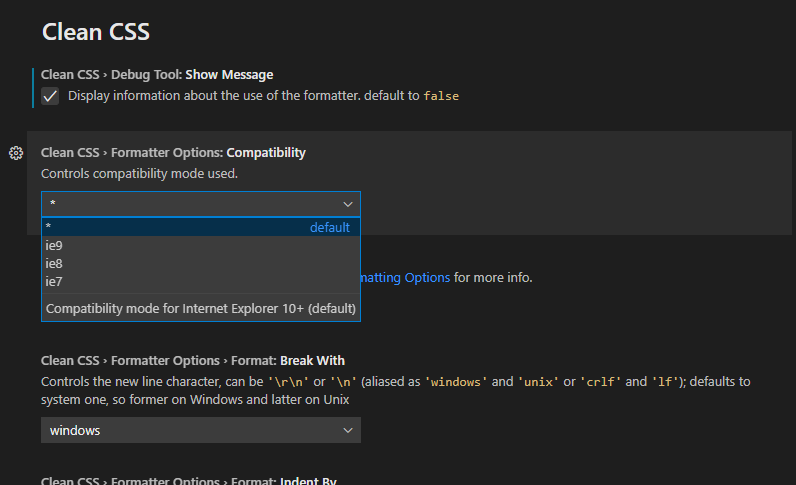 Clean CSS
Clean CSS › Debug Tool: Show Message
Display information about the use of the formatter. default to false
Clean CSS › Formatter Options: Compatibility
Controls compatibility mode used.
*
* default
ie9
ie8
ie7
matting Options for more info.
Compatibility mode for Internet Explorer 10+ (default)
Clean CSS › Formatter Options › Format: Break With
Controls the new line character, can be '\r\n' or '\n' (aliased as 'windows' and 'unix' or 'crlf' and 'lf'); defaults to
system one, so former on Windows and latter on Unix
windows
Clean CSS › Formatter Options › Format: Indent By